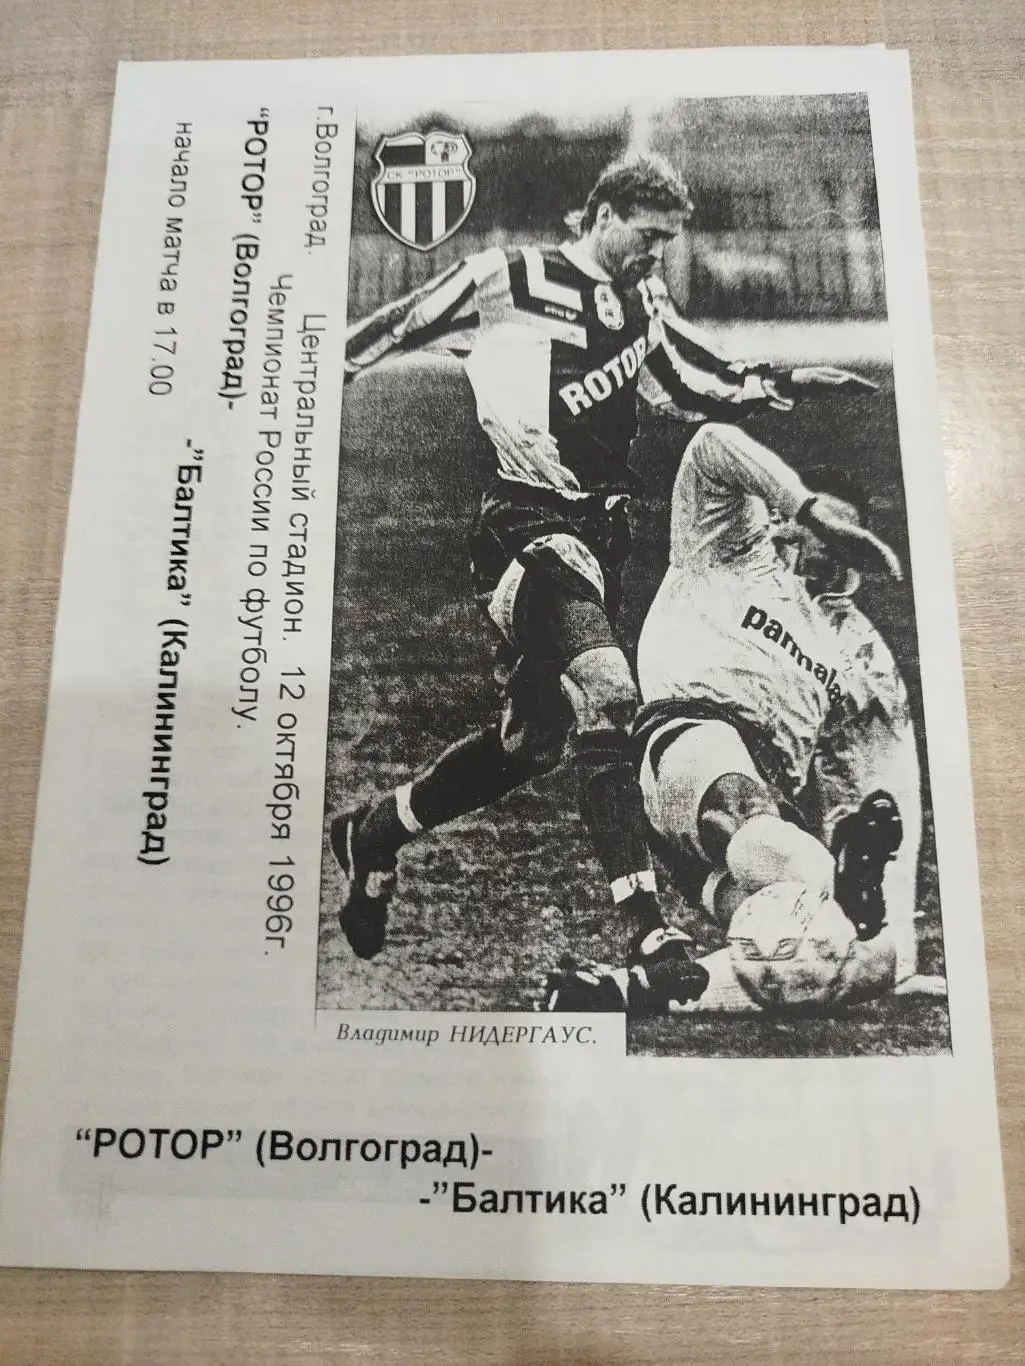 г.Волгоград. Центральный стадион. 12 октября 1996г.
Чемпионат России по футболу.
“РОТОР” (Волгоград)-
-”Балтика” (Калининград)
начало матча в 17.00
СК "РОТОР"
ROTOR
parmalat
Владимир НИДЕРГАУС.
“РОТОР” (Волгоград)-
-”Балтика” (Калининград)